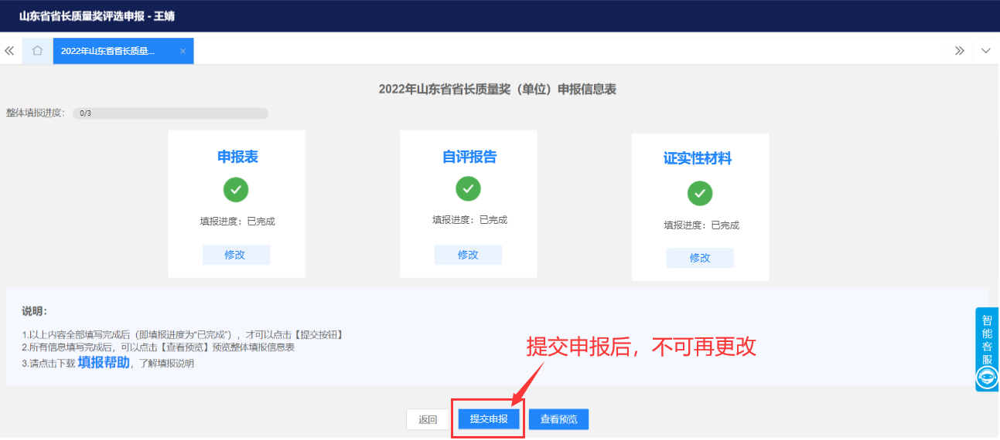 山东省省长质量奖评选申报 - 王婧
2022年山东省省长质量...
2022年山东省省长质量奖（单位）申报信息表
整体填报进度： 0/3
申报表
填报进度：已完成
修改
自评报告
填报进度：已完成
修改
证实性材料
填报进度：已完成
修改
说明：
1.以上内容全部填写完成后（即填报进度为“已完成”），才可以点击【提交按钮】
2.所有信息填写完成后，可以点击【查看预览】预览整体填报信息表
3.请点击下载 填报帮助，了解填报说明
提交申报后，不可再更改
返回 提交申报 查看预览
智能客服